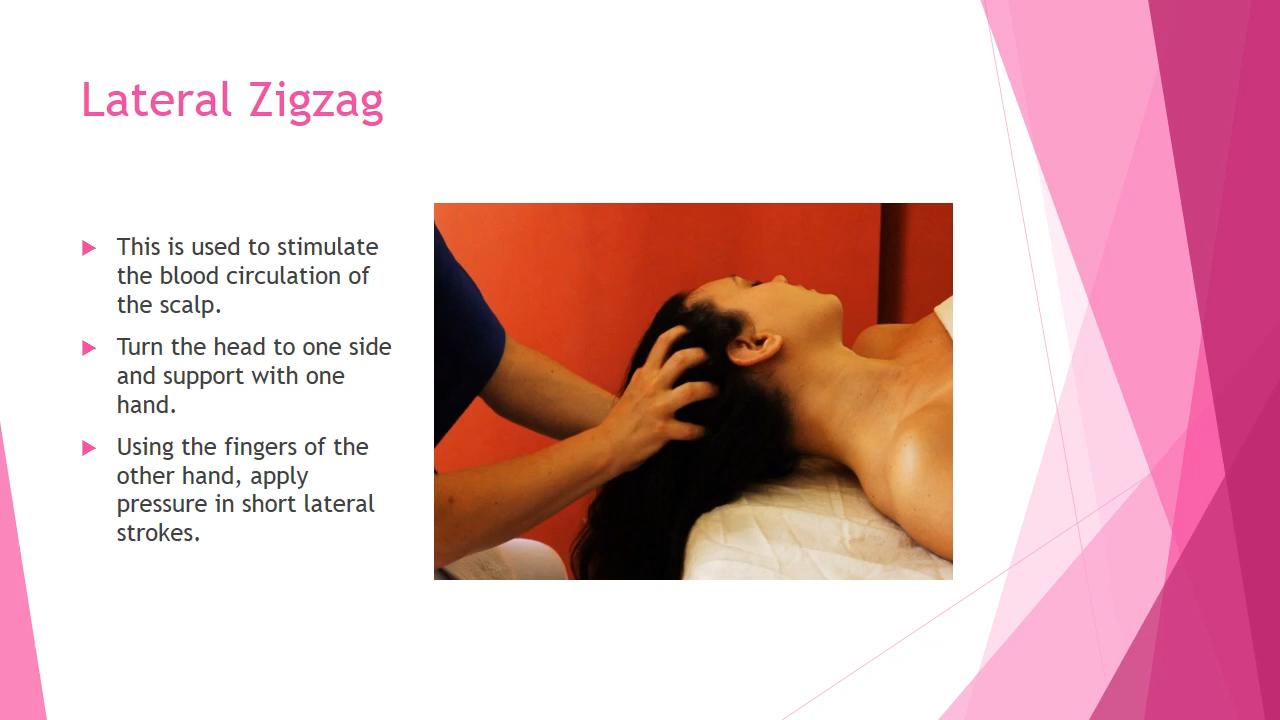 Lateral Zigzag
This is used to stimulate
the blood circulation of
the scalp.
Turn the head to one side
and support with one
hand.
Using the fingers of the
other hand, apply
pressure in short lateral
strokes.